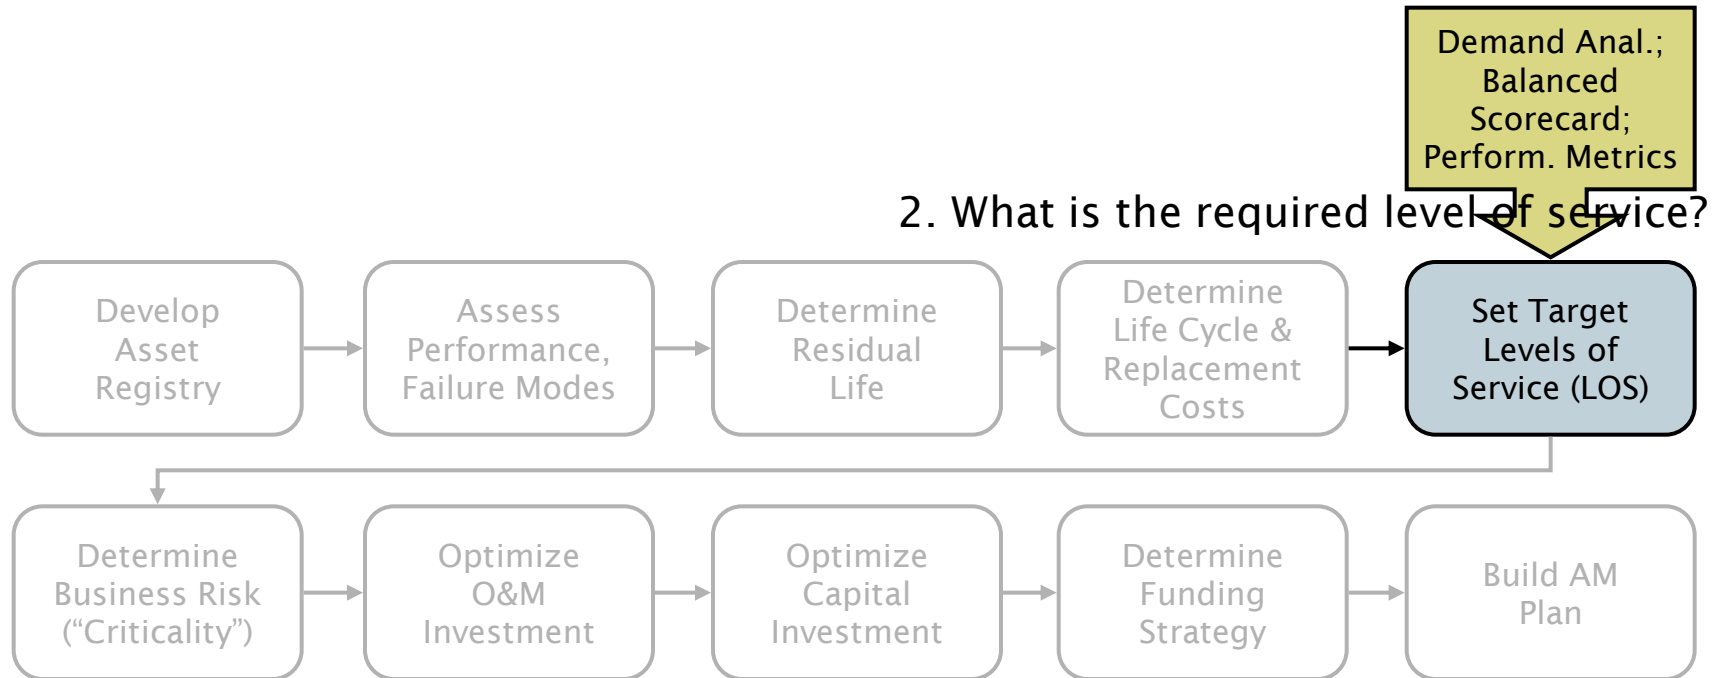 Demand Anal.;
Balanced
Scorecard;
Perform. Metrics
2. What is the required level of service?
Develop
Asset
Registry
Assess
Performance,
Failure Modes
Determine
Residual
Life
Determine
Life Cycle &
Replacement
Costs
Set Target
Levels of
Service (LOS)
Determine
Business Risk
(“Criticality”)
Optimize
O&M
Investment
Optimize
Capital
Investment
Determine
Funding
Strategy
Build AM
Plan